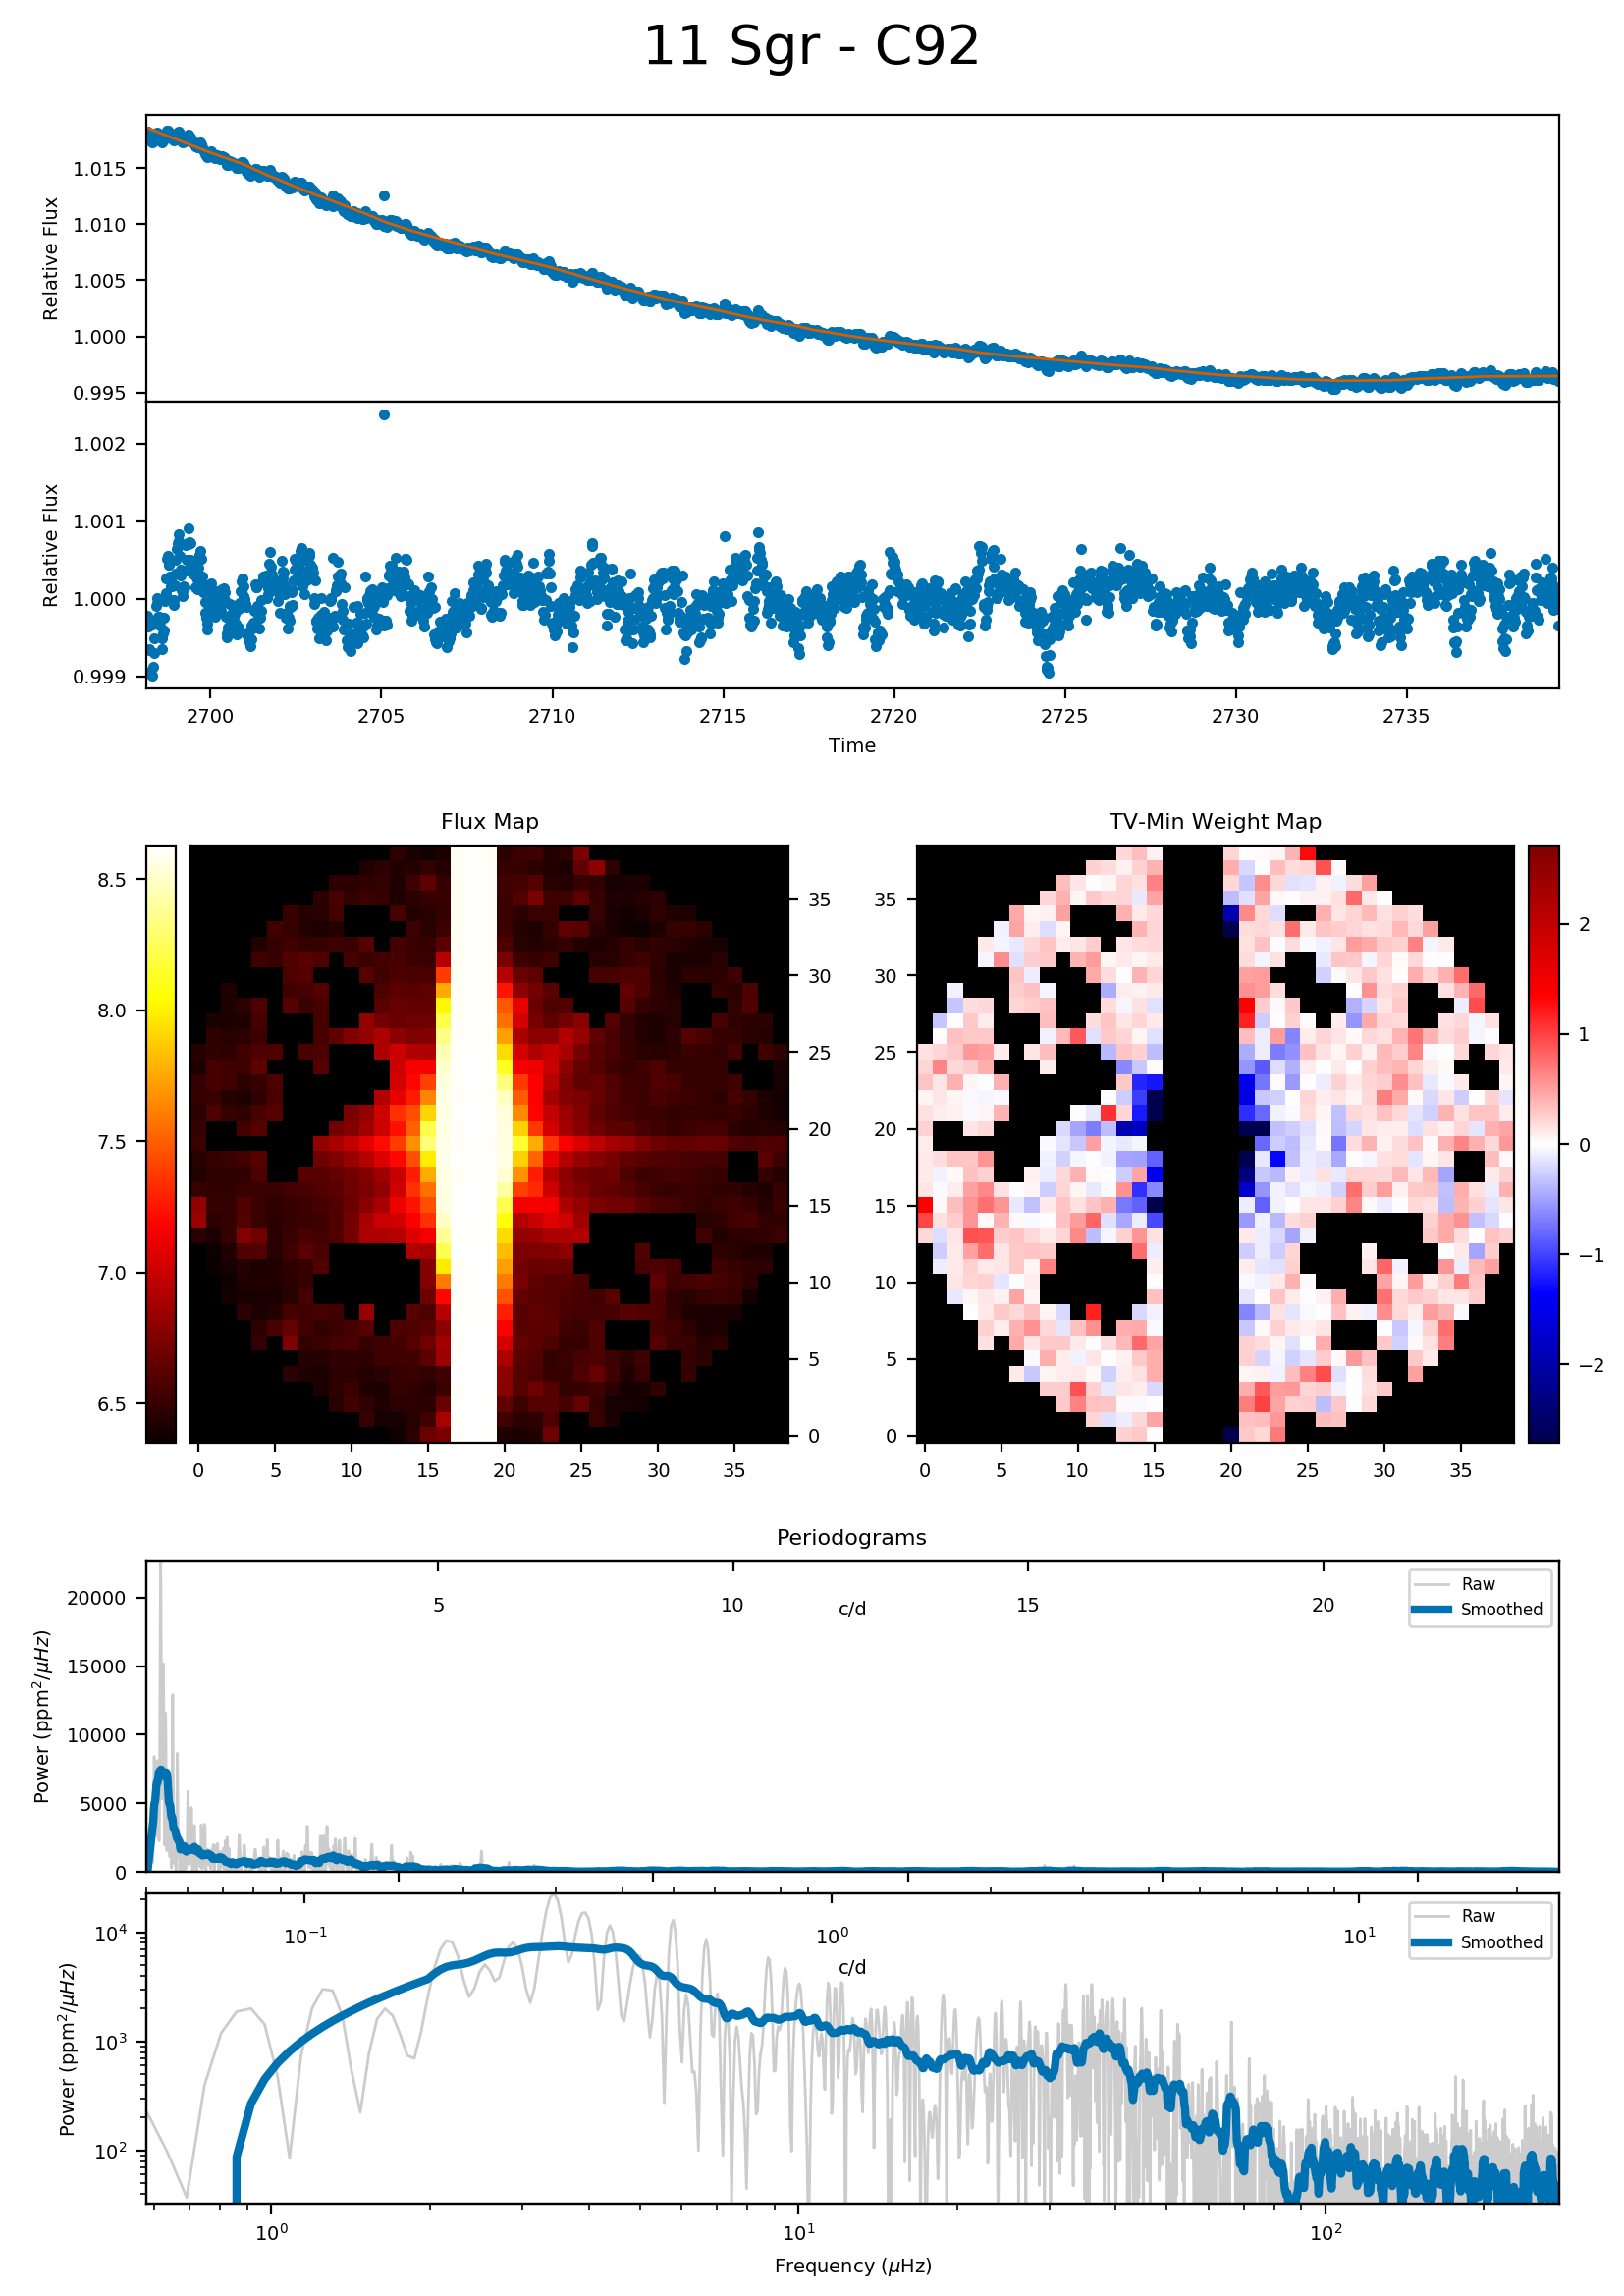 11 Sgr - C92
Relative Flux
1.015
1.010
1.005
1.000
0.995
Relative Flux
1.002
1.001
1.000
0.999
2700 2705 2710 2715 2720 2725 2730 2735
Time
Flux Map
8.5
8.0
7.5
7.0
6.5
35
30
25
20
15
10
5
0
0 5 10 15 20 25 30 35
TV-Min Weight Map
35
30
25
20
15
10
5
0
0 5 10 15 20 25 30 35
2
1
0
−1
−2
Periodograms
Power (ppm²/μHz)
20000
15000
10000
5000
0
5 10 15 20
c/d
Raw
Smoothed
Power (ppm²/μHz)
10⁴
10³
10²
10⁻¹ 10⁰ 10¹
c/d
Raw
Smoothed
10⁰ 10¹ 10²
Frequency (μHz)